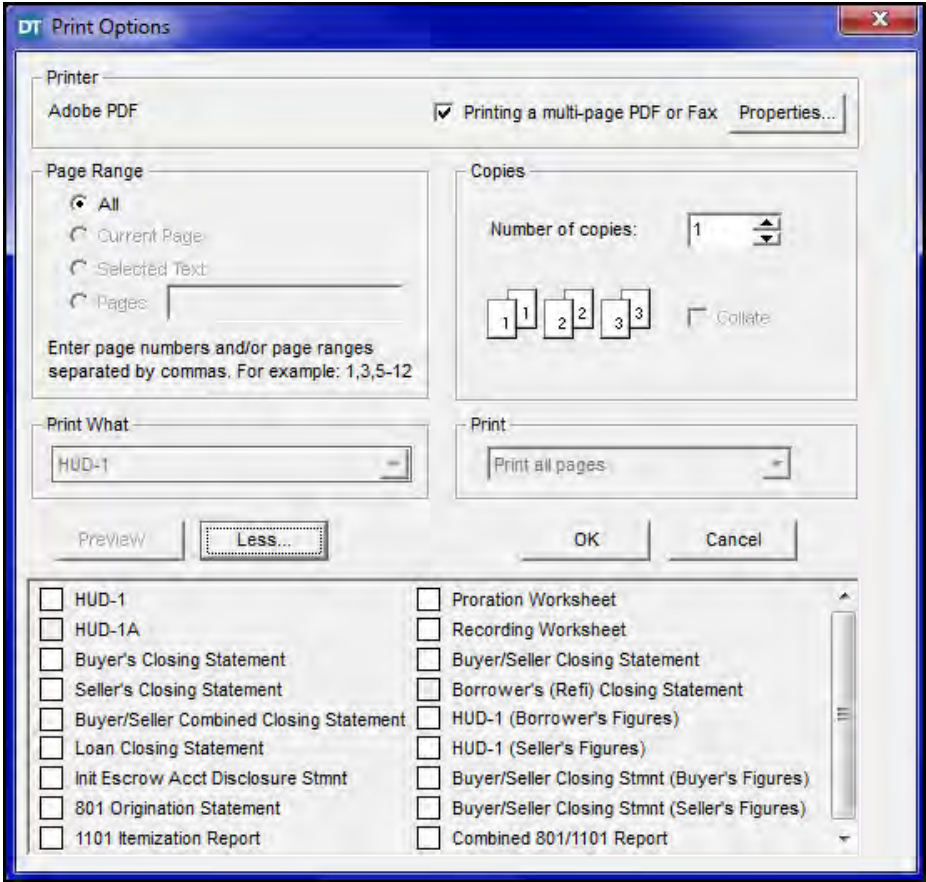 DT Print Options
Printer
Adobe PDF
Printing a multi-page PDF or Fax
Properties...
Page Range
All
Current Page
Selected Text
Pages
Enter page numbers and/or page ranges
separated by commas. For example: 1,3,5-12
Copies
Number of copies:
1
1 1 2 2 3 3
Collate
Print What
HUD-1
Print
Print all pages
Preview
Less...
OK
Cancel
HUD-1
HUD-1A
Buyer's Closing Statement
Seller's Closing Statement
Buyer/Seller Combined Closing Statement
Loan Closing Statement
Init Escrow Acct Disclosure Stmnt
801 Origination Statement
1101 Itemization Report
Proration Worksheet
Recording Worksheet
Buyer/Seller Closing Statement
Borrower's (Refi) Closing Statement
HUD-1 (Borrower's Figures)
HUD-1 (Seller's Figures)
Buyer/Seller Closing Stmnt (Buyer's Figures)
Buyer/Seller Closing Stmnt (Seller's Figures)
Combined 801/1101 Report